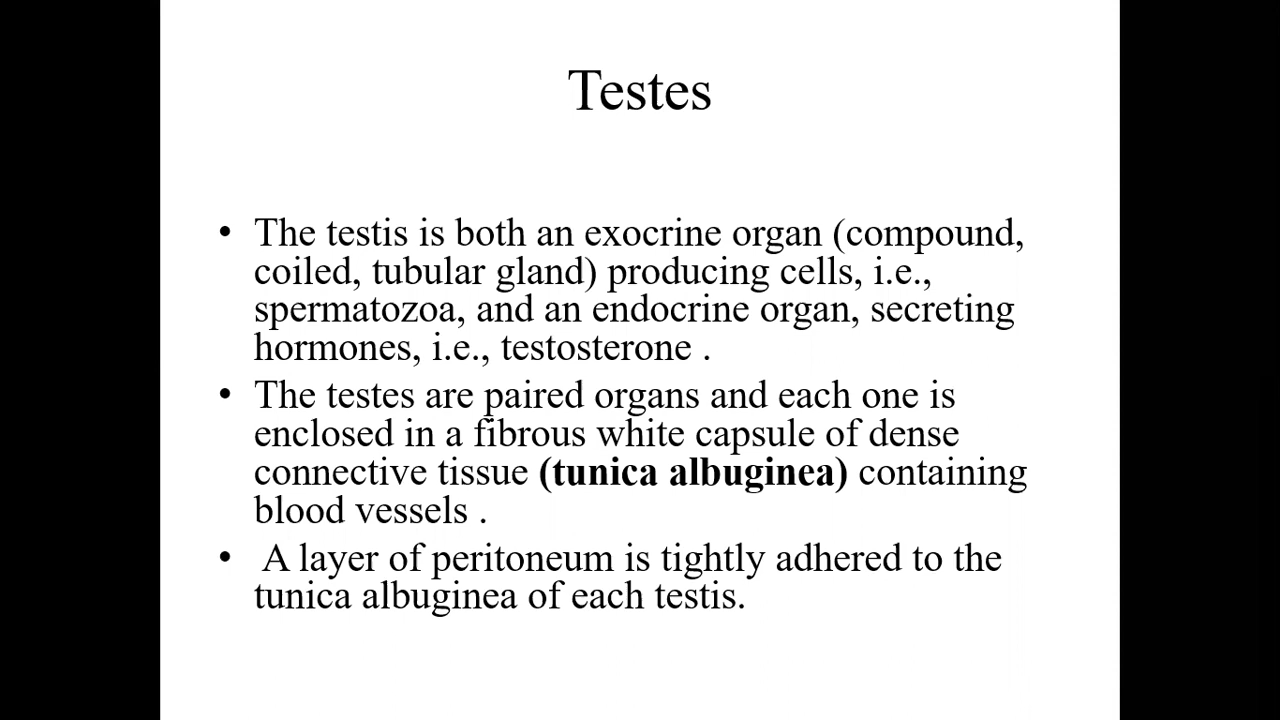 Testes
• The testis is both an exocrine organ (compound,
coiled, tubular gland) producing cells, i.e.,
spermatozoa, and an endocrine organ, secreting
hormones, i.e., testosterone .
• The testes are paired organs and each one is
enclosed in a fibrous white capsule of dense
connective tissue (tunica albuginea) containing
blood vessels .
• A layer of peritoneum is tightly adhered to the
tunica albuginea of each testis.